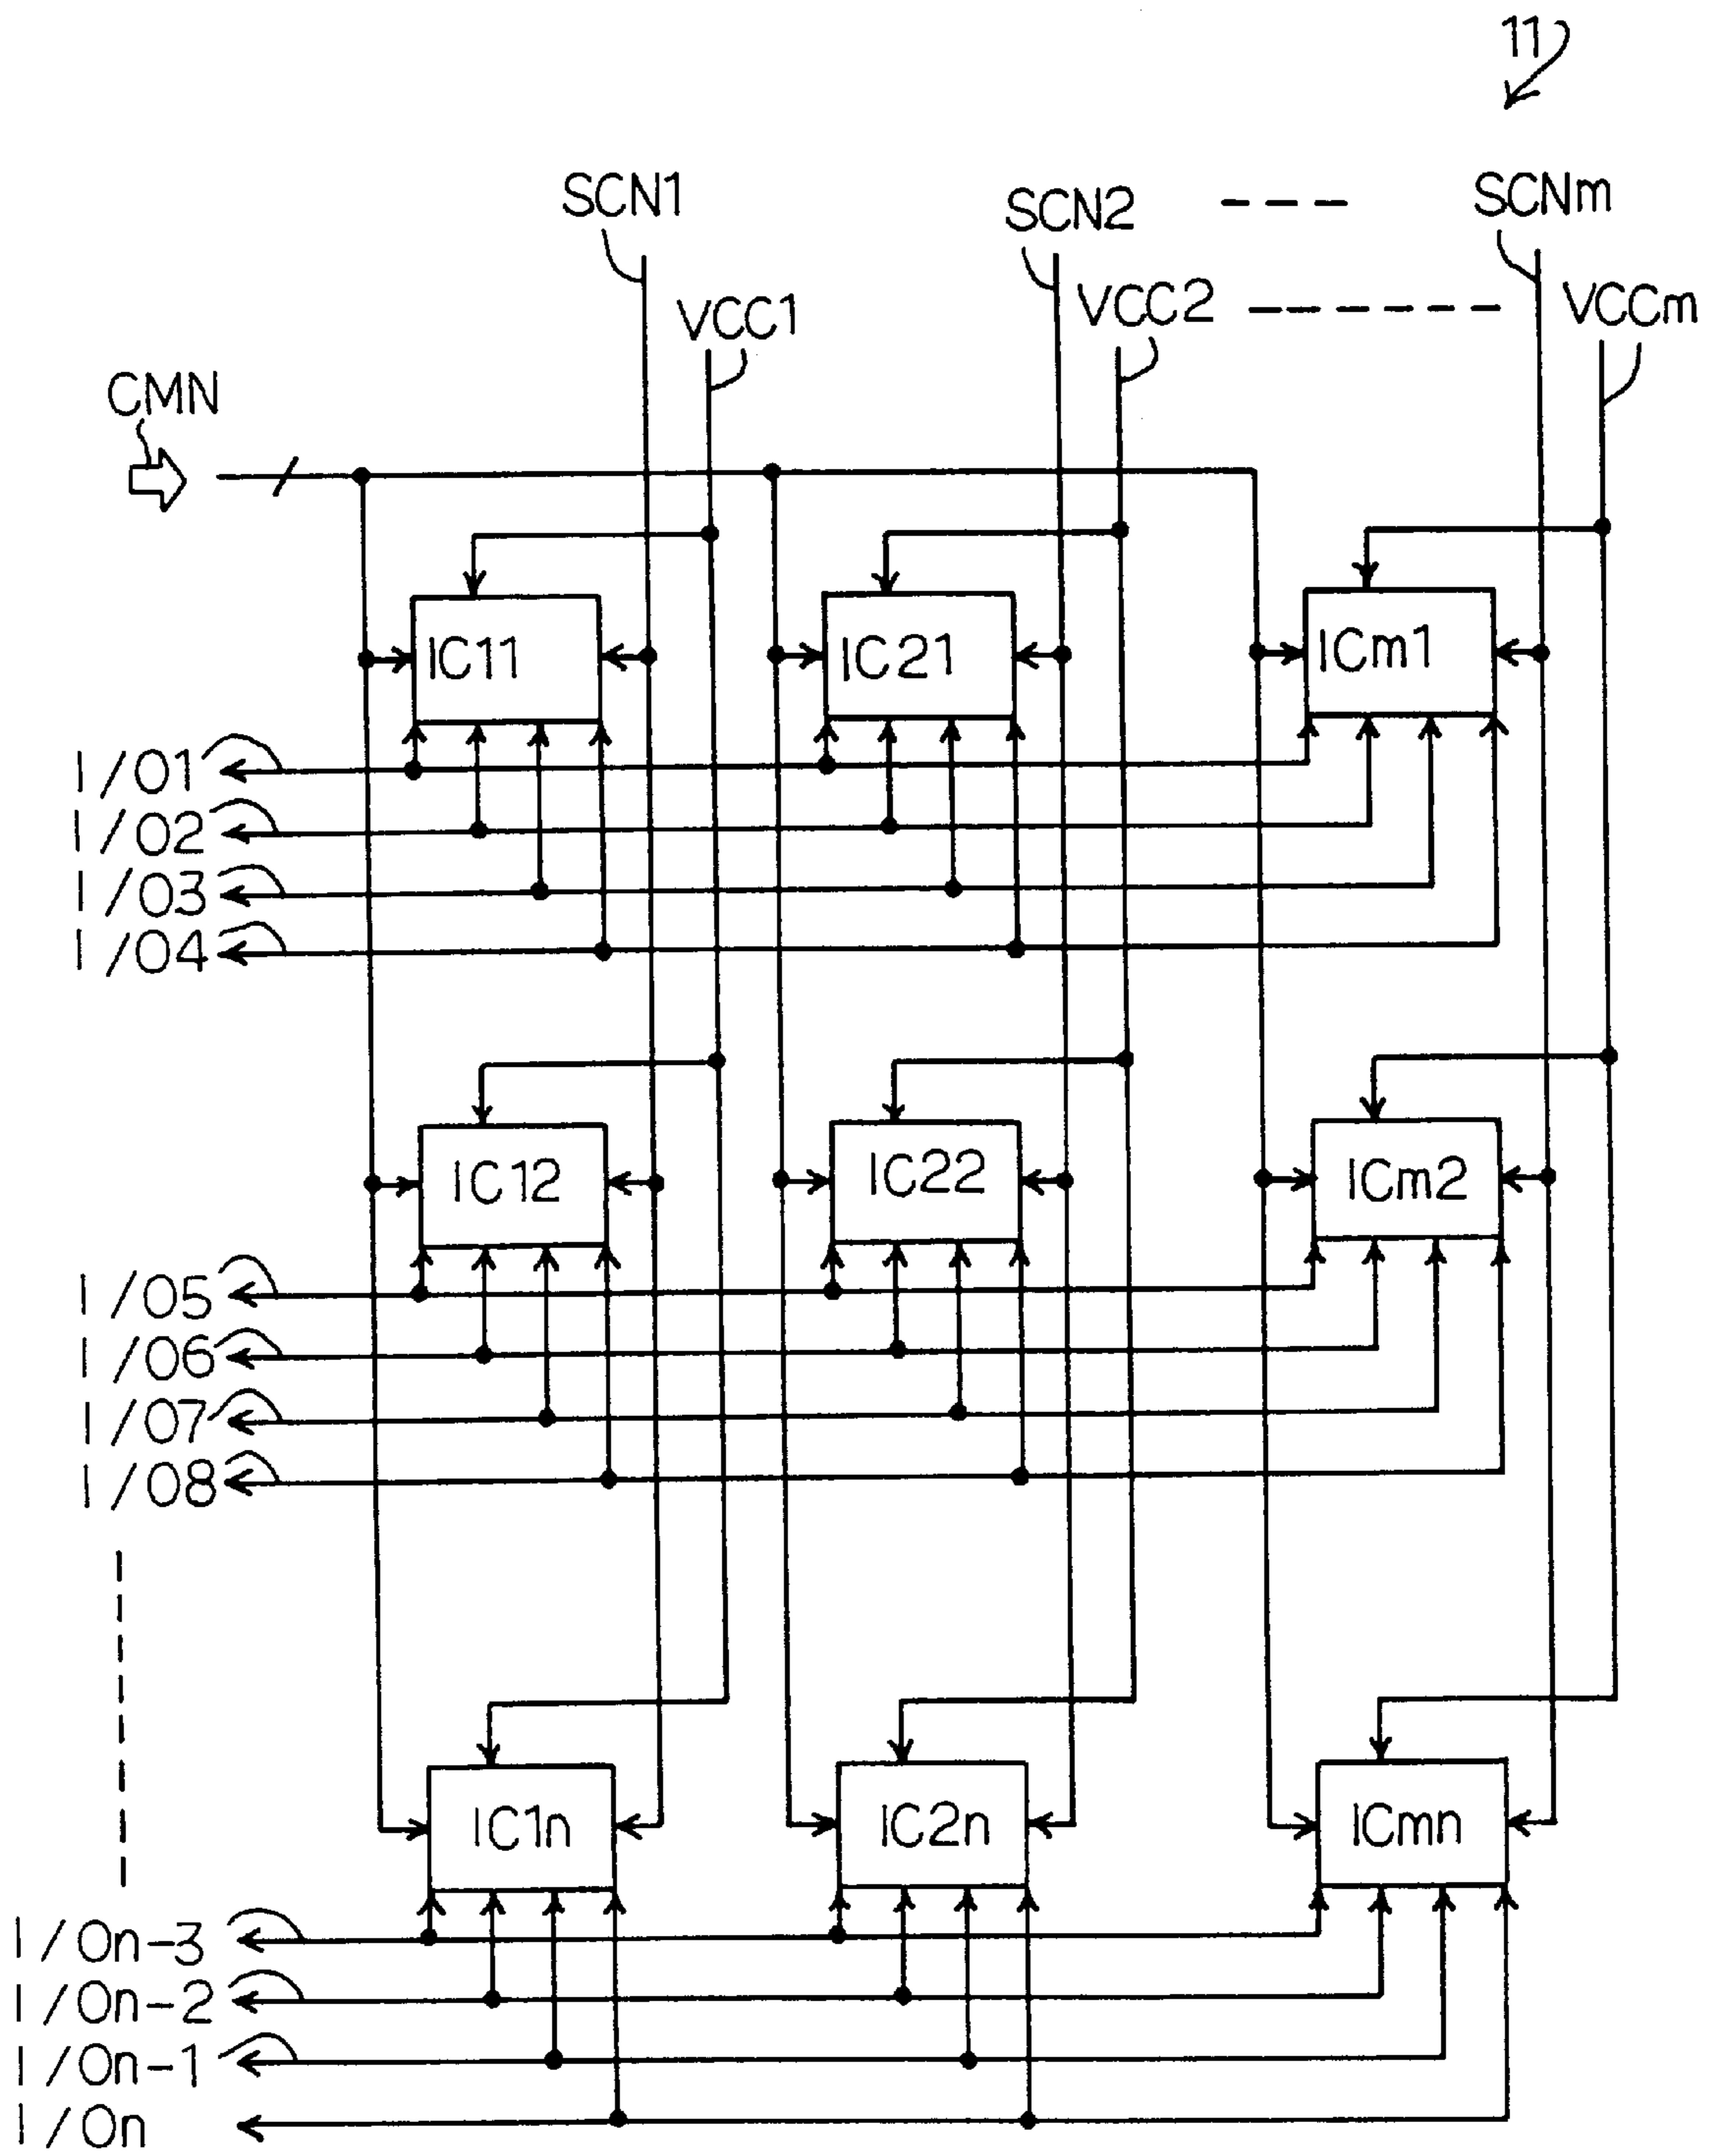 11
SCN1
SCN2 --- SCNm
VCC1
VCC2 ------ VCCm
CMN
IC11
IC21
ICm1
I/O1
I/O2
I/O3
I/O4
IC12
IC22
ICm2
I/O5
I/O6
I/O7
I/O8
IC1n
IC2n
ICmn
I/On-3
I/On-2
I/On-1
I/On